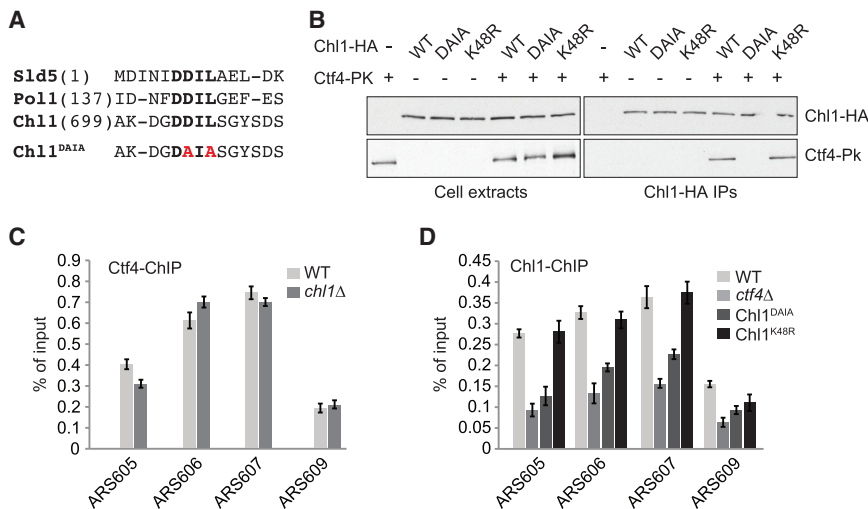 A
Sld5(1) MDINIDDILAEL-DK
Pol1(137) ID-NFDDILGEF-ES
Chl1(699) AK-DGDDILSGYSDS
Chl1DAIA AK-DGDAIASGYSDS
B
Chl1-HA - WT DAIA K48R WT DAIA K48R - WT DAIA K48R WT DAIA K48R
Ctf4-PK + - - - + + + + - - - + + +
Chl1-HA
Ctf4-Pk
Cell extracts Chl1-HA IPs
C
Ctf4-ChIP
WT
chl1Δ
% of input
0.9
0.8
0.7
0.6
0.5
0.4
0.3
0.2
0.1
0
ARS605 ARS606 ARS607 ARS609
D
Chl1-ChIP
WT
ctf4Δ
Chl1DAIA
Chl1K48R
% of input
0.45
0.4
0.35
0.3
0.25
0.2
0.15
0.1
0.05
0
ARS605 ARS606 ARS607 ARS609